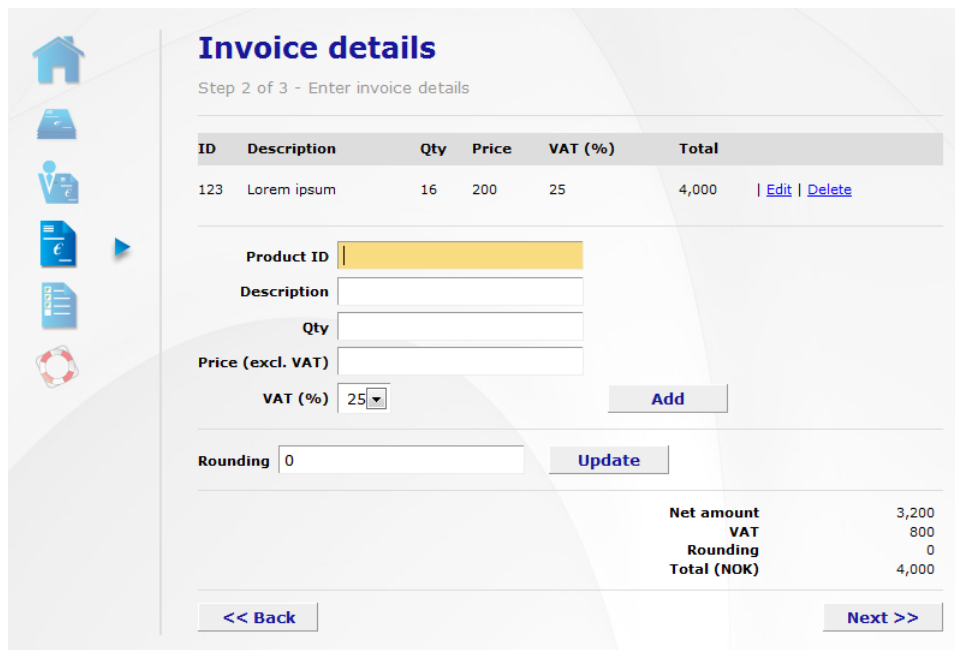 Invoice details
Step 2 of 3 - Enter invoice details
ID Description Qty Price VAT (%) Total
123 Lorem ipsum 16 200 25 4,000 | Edit | Delete
Product ID
Description
Qty
Price (excl. VAT)
VAT (%) 25 Add
Rounding 0 Update
Net amount 3,200
VAT 800
Rounding 0
Total (NOK) 4,000
<< Back Next >>